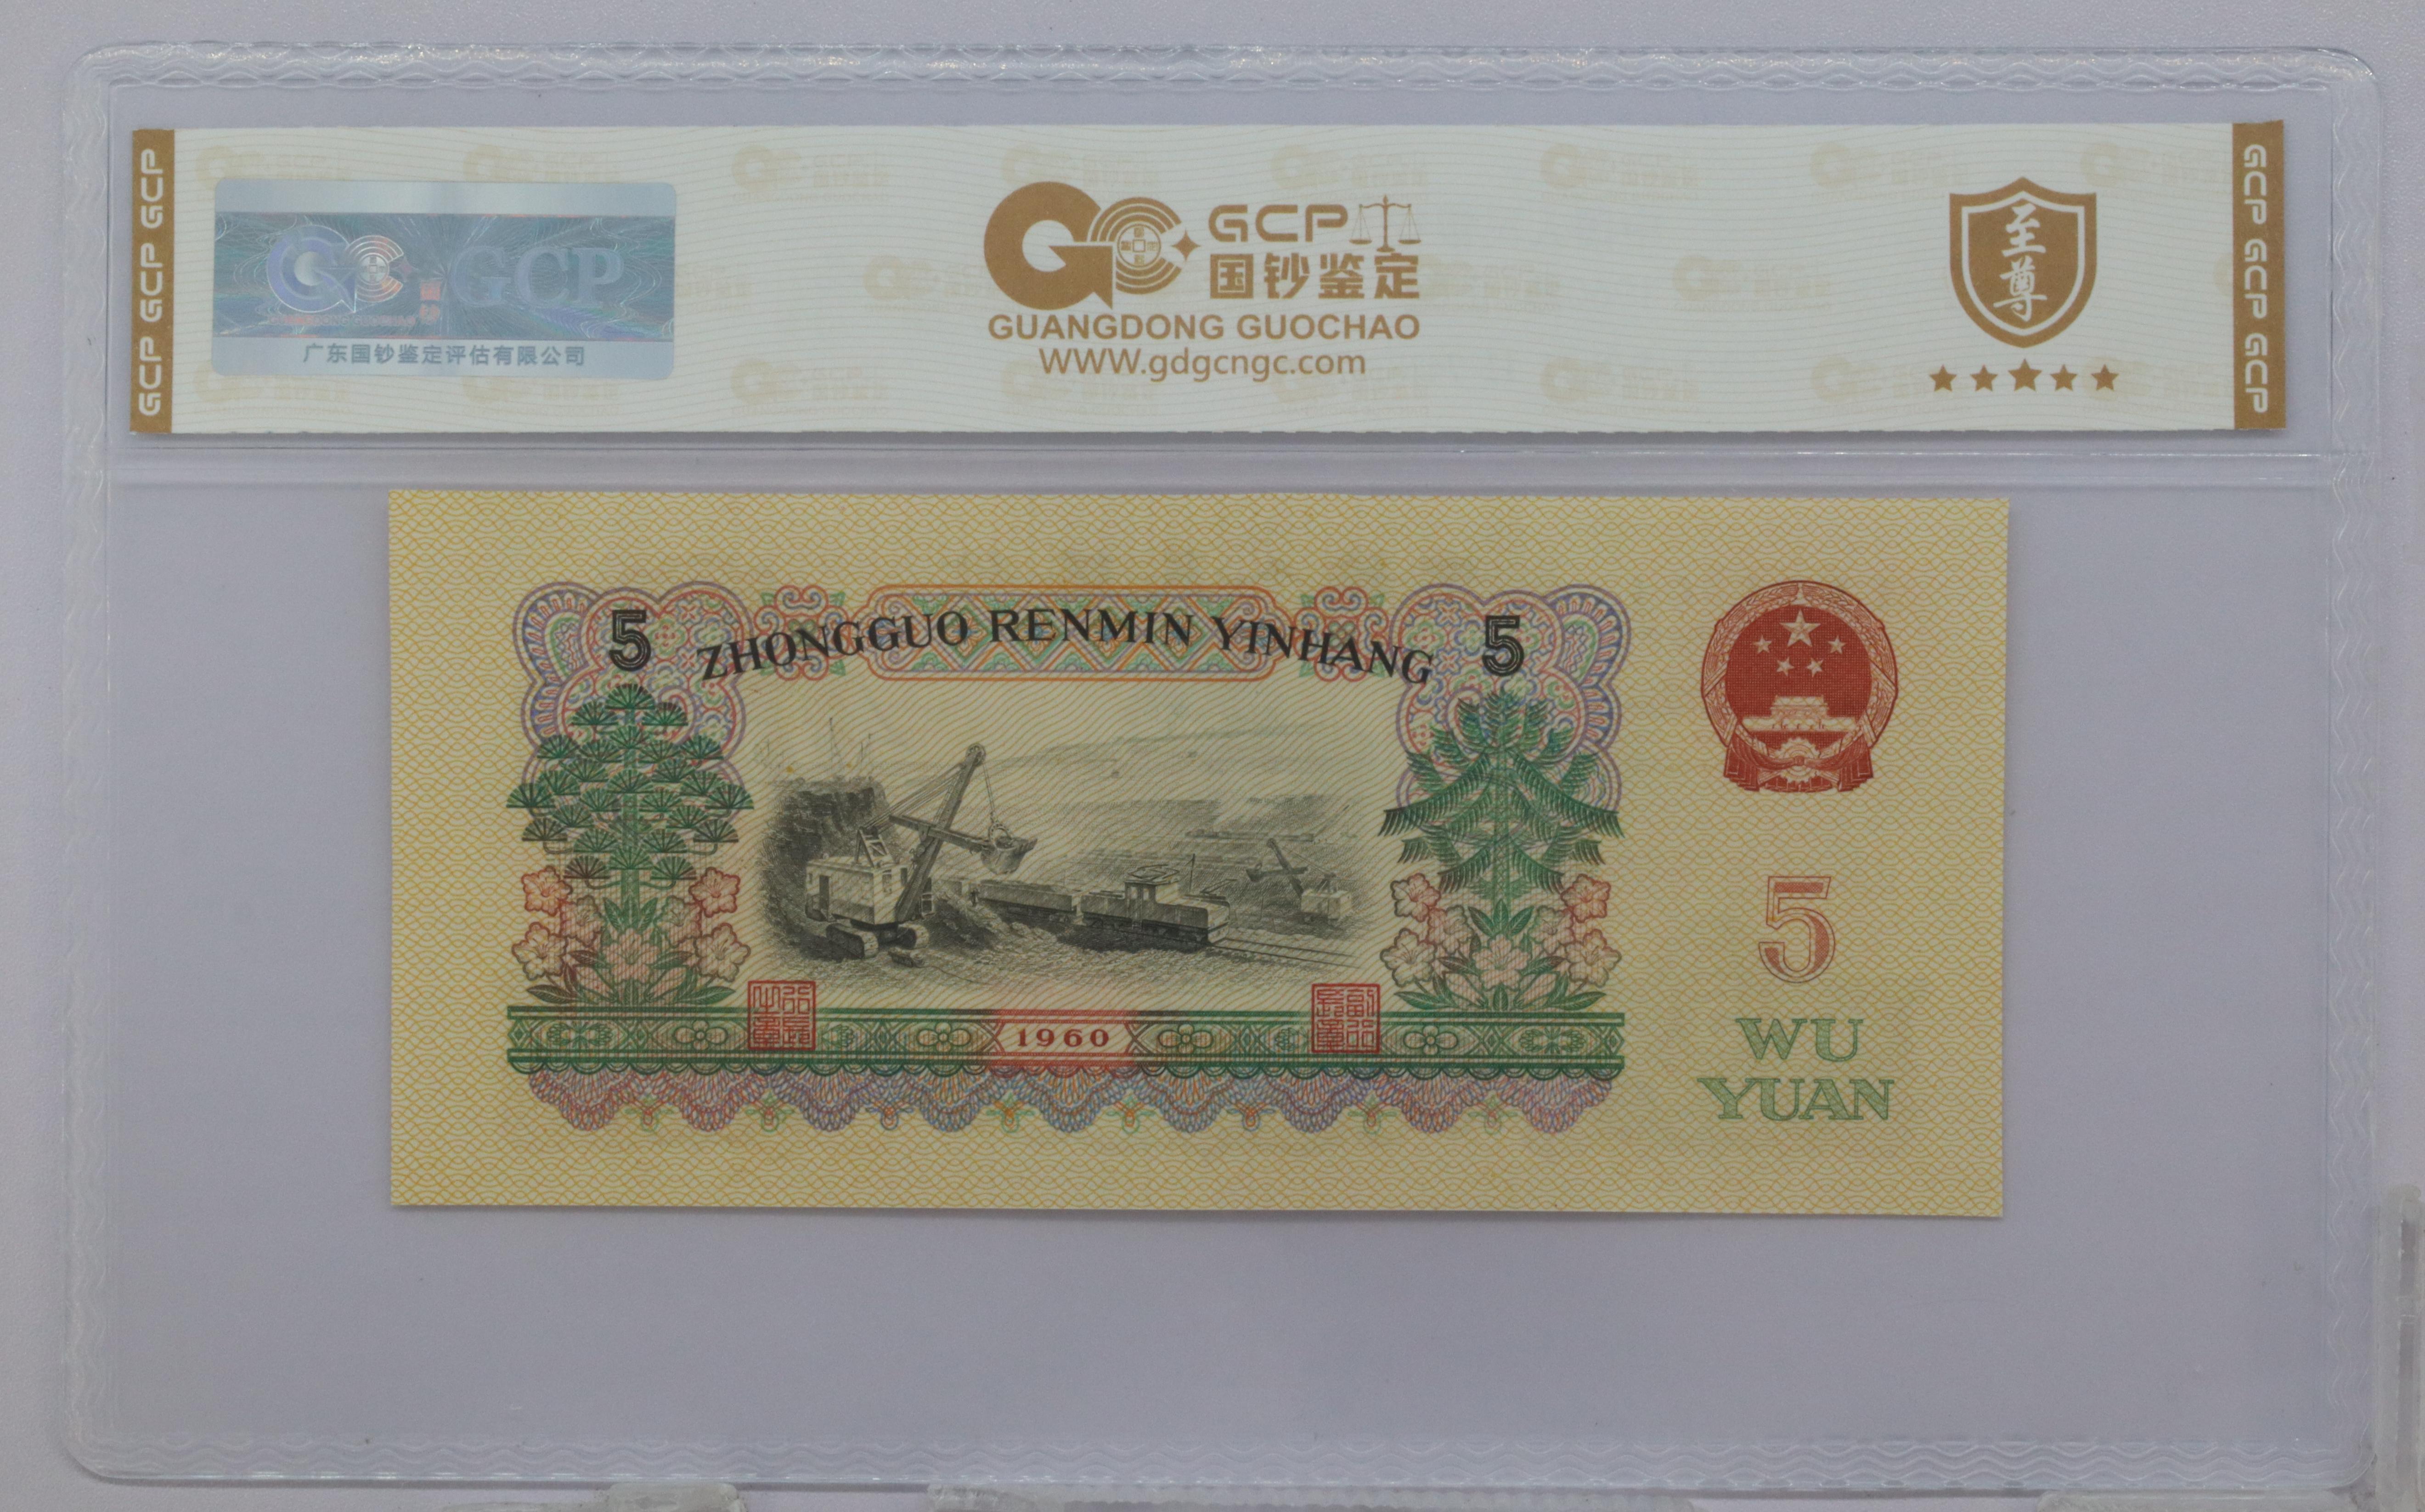 GCP GCP GCP
GCP
广东国钞鉴定评估有限公司
GCP
国钞鉴定
GUANGDONG GUOCHAO
WWW.gdgcngc.com
至尊
GCP GCP GCP
5 ZHONGGUO RENMIN YINHANG 5
1960
5
WU
YUAN